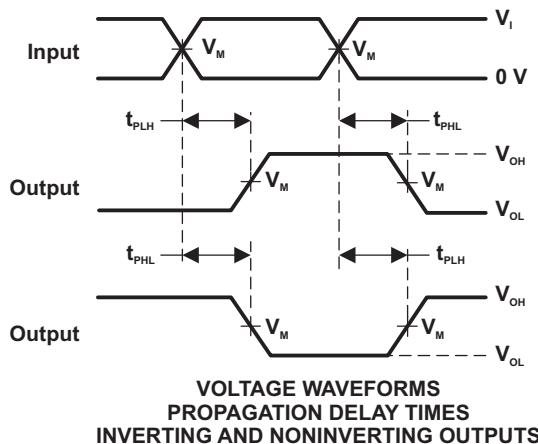 V_I
Input
V_M
V_M
0 V
t_PLH
t_PHL
V_OH
Output
V_M
V_M
V_OL
t_PHL
t_PLH
V_OH
Output
V_M
V_M
V_OL
VOLTAGE WAVEFORMS
PROPAGATION DELAY TIMES
INVERTING AND NONINVERTING OUTPUTS